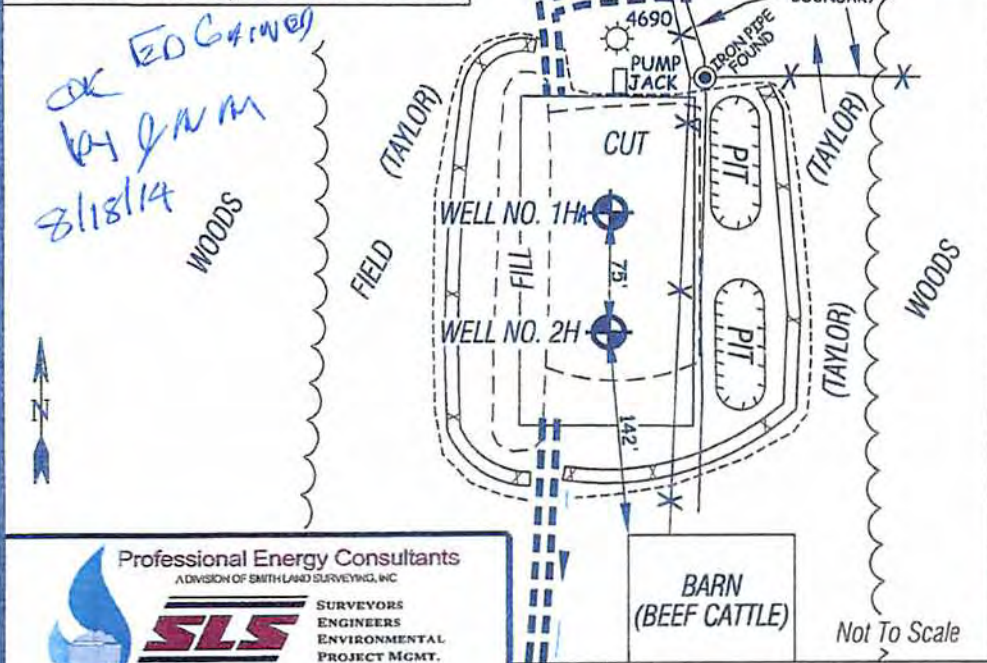 OK ED GAINED
by JNM
8/18/14
4690
PUMP
JACK
IRON PIPE
FOUND
(TAYLOR)
(TAYLOR)
CUT
PIT
WELL NO. 1HA
WOODS
FIELD
FILL
75'
WOODS
WELL NO. 2H
PIT
(TAYLOR)
N
142'
Professional Energy Consultants
A DIVISION OF SMITH LAND SURVEYING, INC
SLS
SURVEYORS
ENGINEERS
ENVIRONMENTAL
PROJECT MGMT.
BARN
(BEEF CATTLE)
Not To Scale